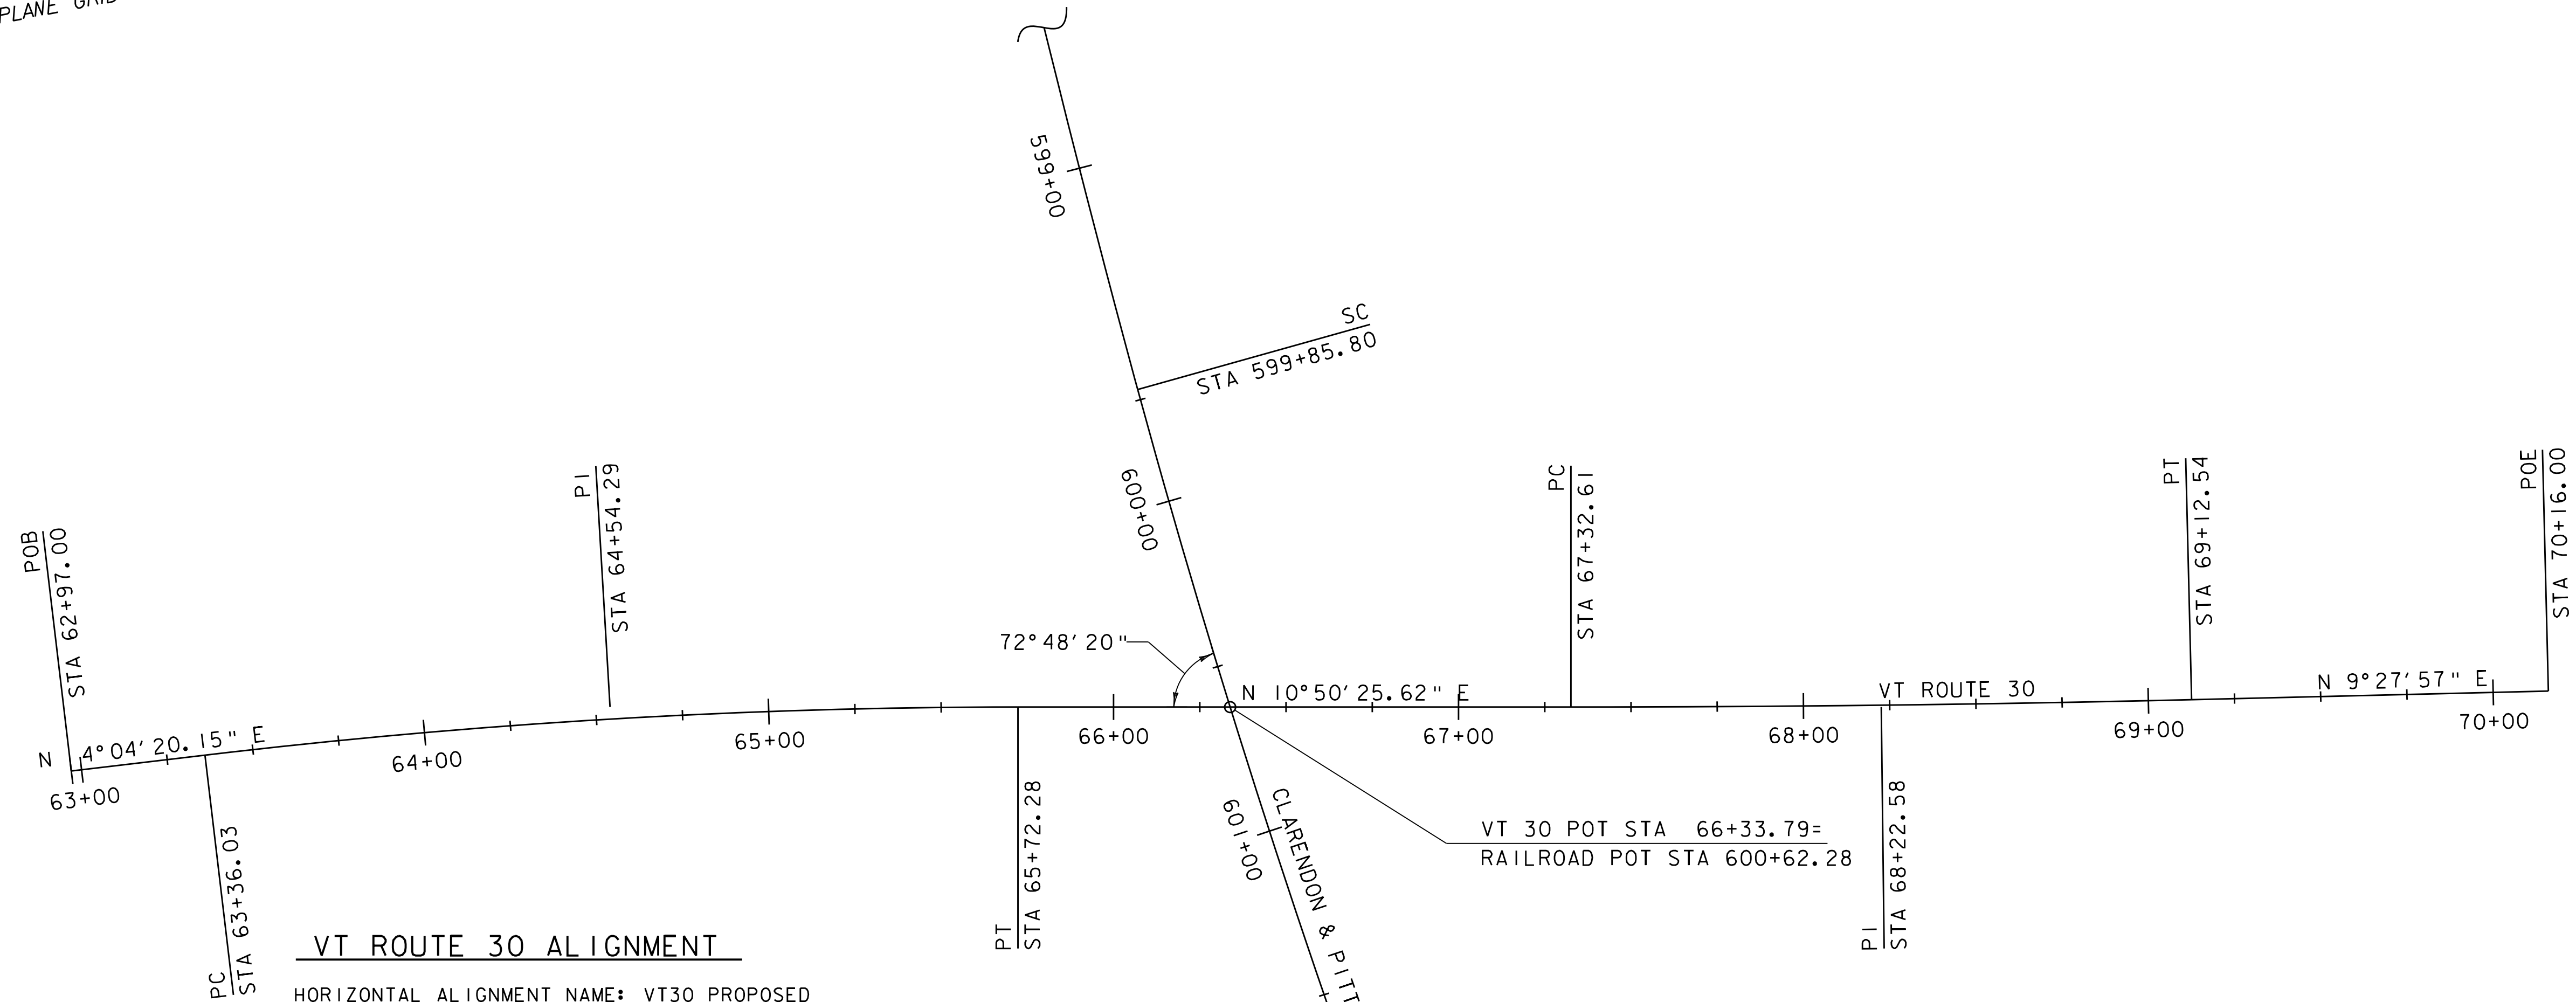 PLANE GRID
599+00
SC
STA 599+85.80
600+00
POB
STA 62+97.00
PI
STA 64+54.29
PC
STA 67+32.61
PT
STA 69+12.54
POE
STA 70+16.00
72°48'20"
N 4°04'20.15" E
N 10°50'25.62" E
VT ROUTE 30
N 9°27'57" E
63+00
64+00
65+00
66+00
67+00
68+00
69+00
70+00
PC
STA 63+36.03
PT
STA 65+72.28
601+00
CLARENDON & PITT
VT 30 POT STA 66+33.79=
RAILROAD POT STA 600+62.28
PI
STA 68+22.58
VT ROUTE 30 ALIGNMENT
HORIZONTAL ALIGNMENT NAME: VT30 PROPOSED